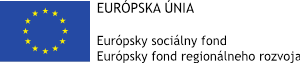 EURÓPSKA ÚNIA
Európsky sociálny fond
Európsky fond regionálneho rozvoja